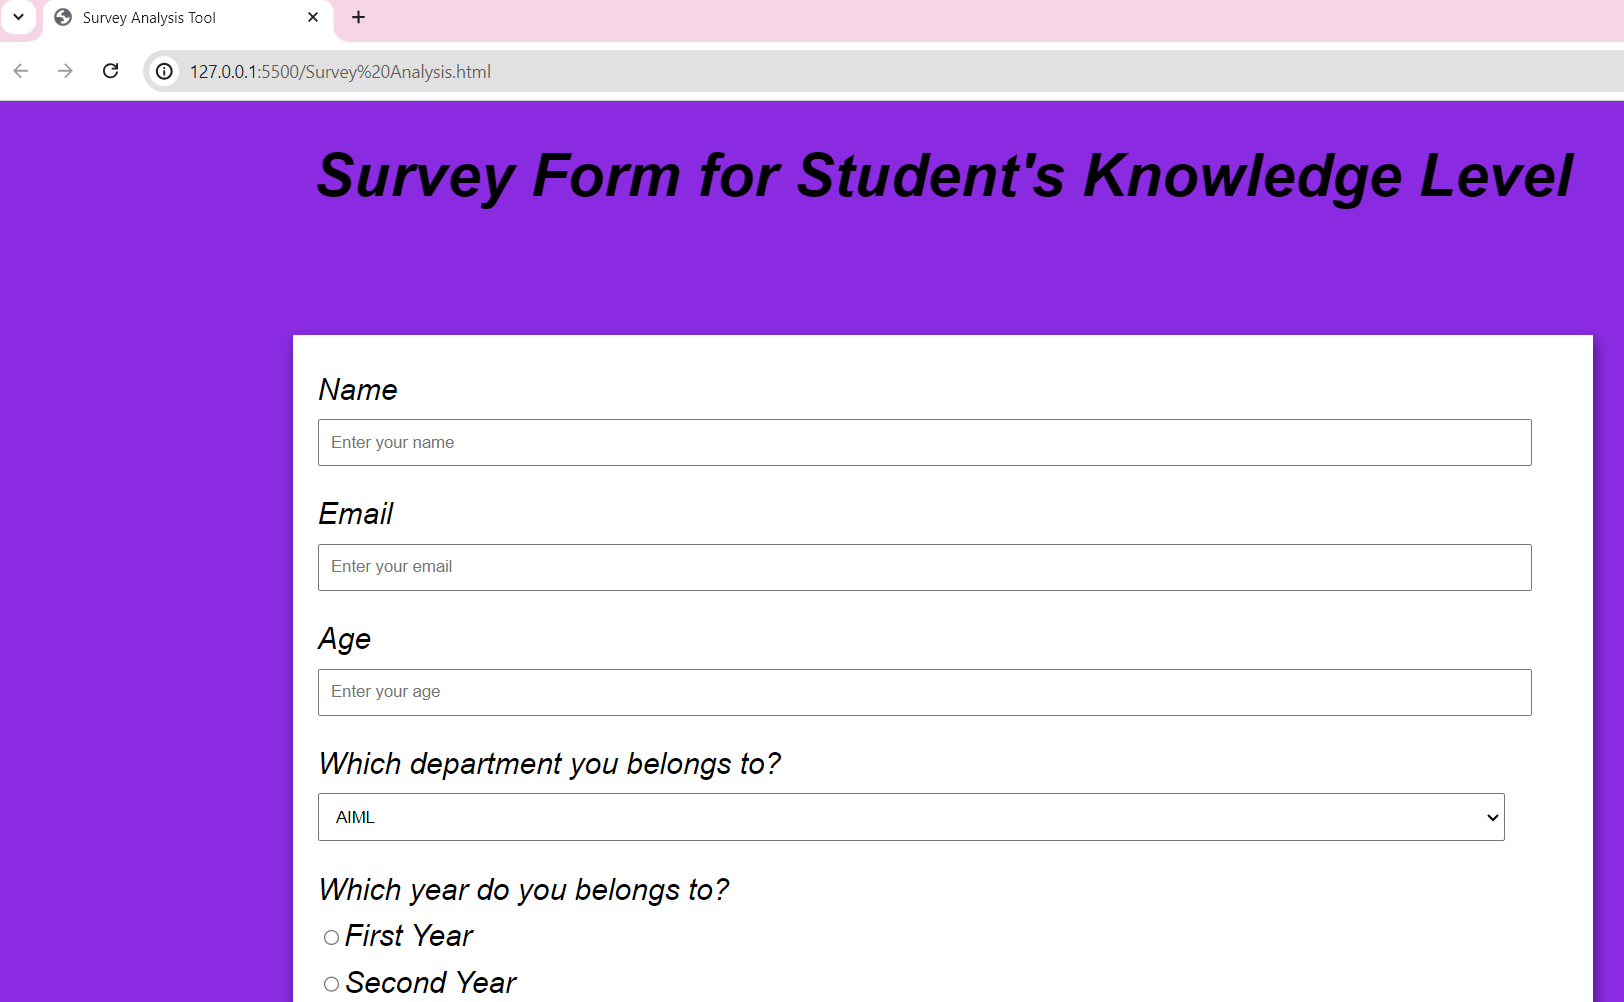 Survey Analysis Tool
127.0.0.1:5500/Survey%20Analysis.html
Survey Form for Student's Knowledge Level
Name
Enter your name
Email
Enter your email
Age
Enter your age
Which department you belongs to?
AIML
Which year do you belongs to?
First Year
Second Year